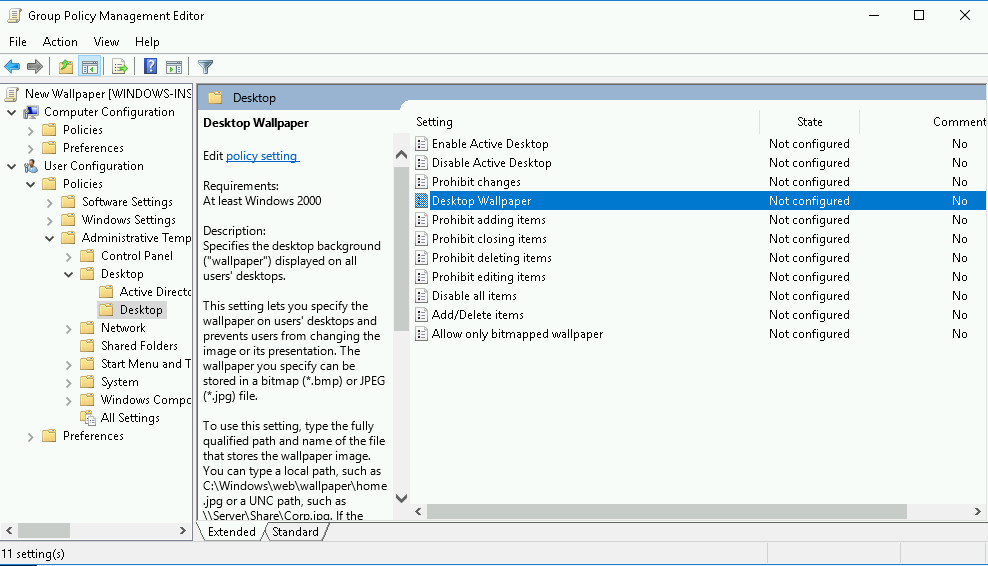 Group Policy Management Editor
File Action View Help
New Wallpaper [WINDOWS-INS
Computer Configuration
Policies
Preferences
User Configuration
Policies
Software Settings
Windows Settings
Administrative Temp
Control Panel
Desktop
Active Directo
Desktop
Network
Shared Folders
Start Menu and T
System
Windows Compo
All Settings
Preferences
Desktop
Desktop Wallpaper
Edit policy setting
Requirements:
At least Windows 2000
Description:
Specifies the desktop background
("wallpaper") displayed on all
users' desktops.
This setting lets you specify the
wallpaper on users' desktops and
prevents users from changing the
image or its presentation. The
wallpaper you specify can be
stored in a bitmap (*.bmp) or JPEG
(*.jpg) file.
To use this setting, type the fully
qualified path and name of the file
that stores the wallpaper image.
You can type a local path, such as
C:\Windows\web\wallpaper\home
.jpg or a UNC path, such as
\\Server\Share\Corp.jpg. If the
Setting State Comment
Enable Active Desktop Not configured No
Disable Active Desktop Not configured No
Prohibit changes Not configured No
Desktop Wallpaper Not configured No
Prohibit adding items Not configured No
Prohibit closing items Not configured No
Prohibit deleting items Not configured No
Prohibit editing items Not configured No
Disable all items Not configured No
Add/Delete items Not configured No
Allow only bitmapped wallpaper Not configured No
Extended Standard
11 setting(s)